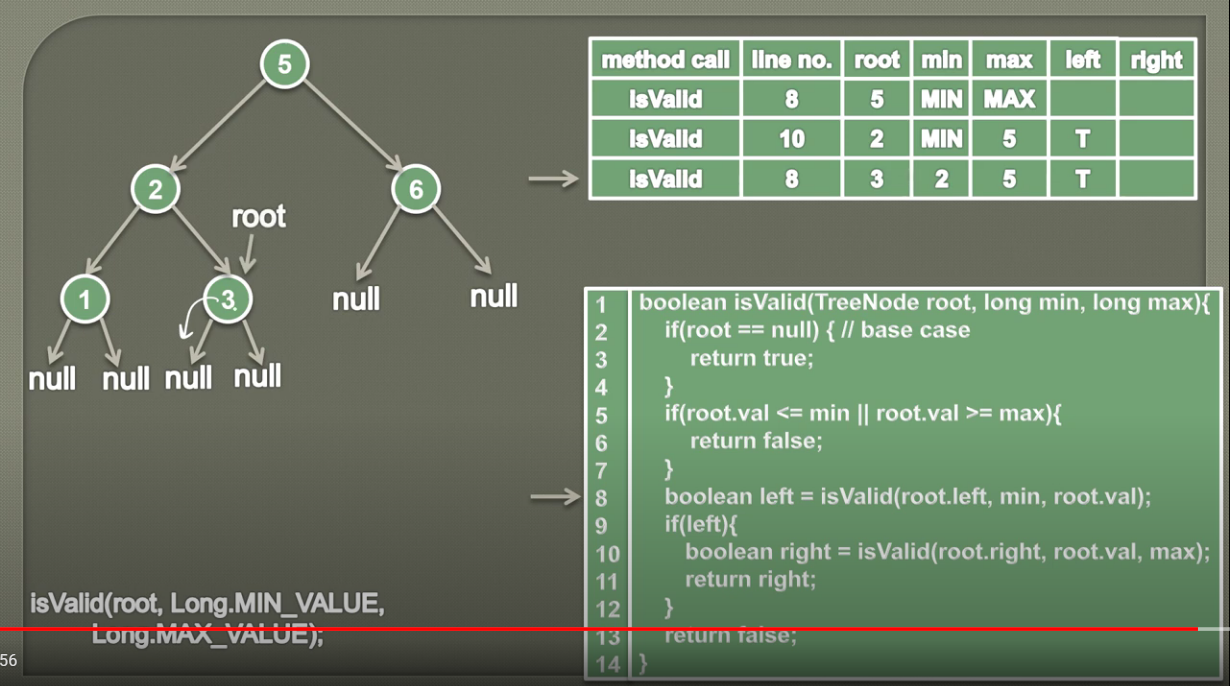 5
2
6
root
1
3
null
null
null
null
null
null
method call line no. root min max left right
IsValid 8 5 MIN MAX
IsValid 10 2 MIN 5 T
IsValid 8 3 2 5 T
1 boolean isValid(TreeNode root, long min, long max){
2 if(root == null) { // base case
3 return true;
4 }
5 if(root.val <= min || root.val >= max){
6 return false;
7 }
8 boolean left = isValid(root.left, min, root.val);
9 if(left){
10 boolean right = isValid(root.right, root.val, max);
11 return right;
12 }
13 return false;
14 }
isValid(root, Long.MIN_VALUE,
Long.MAX_VALUE);
56